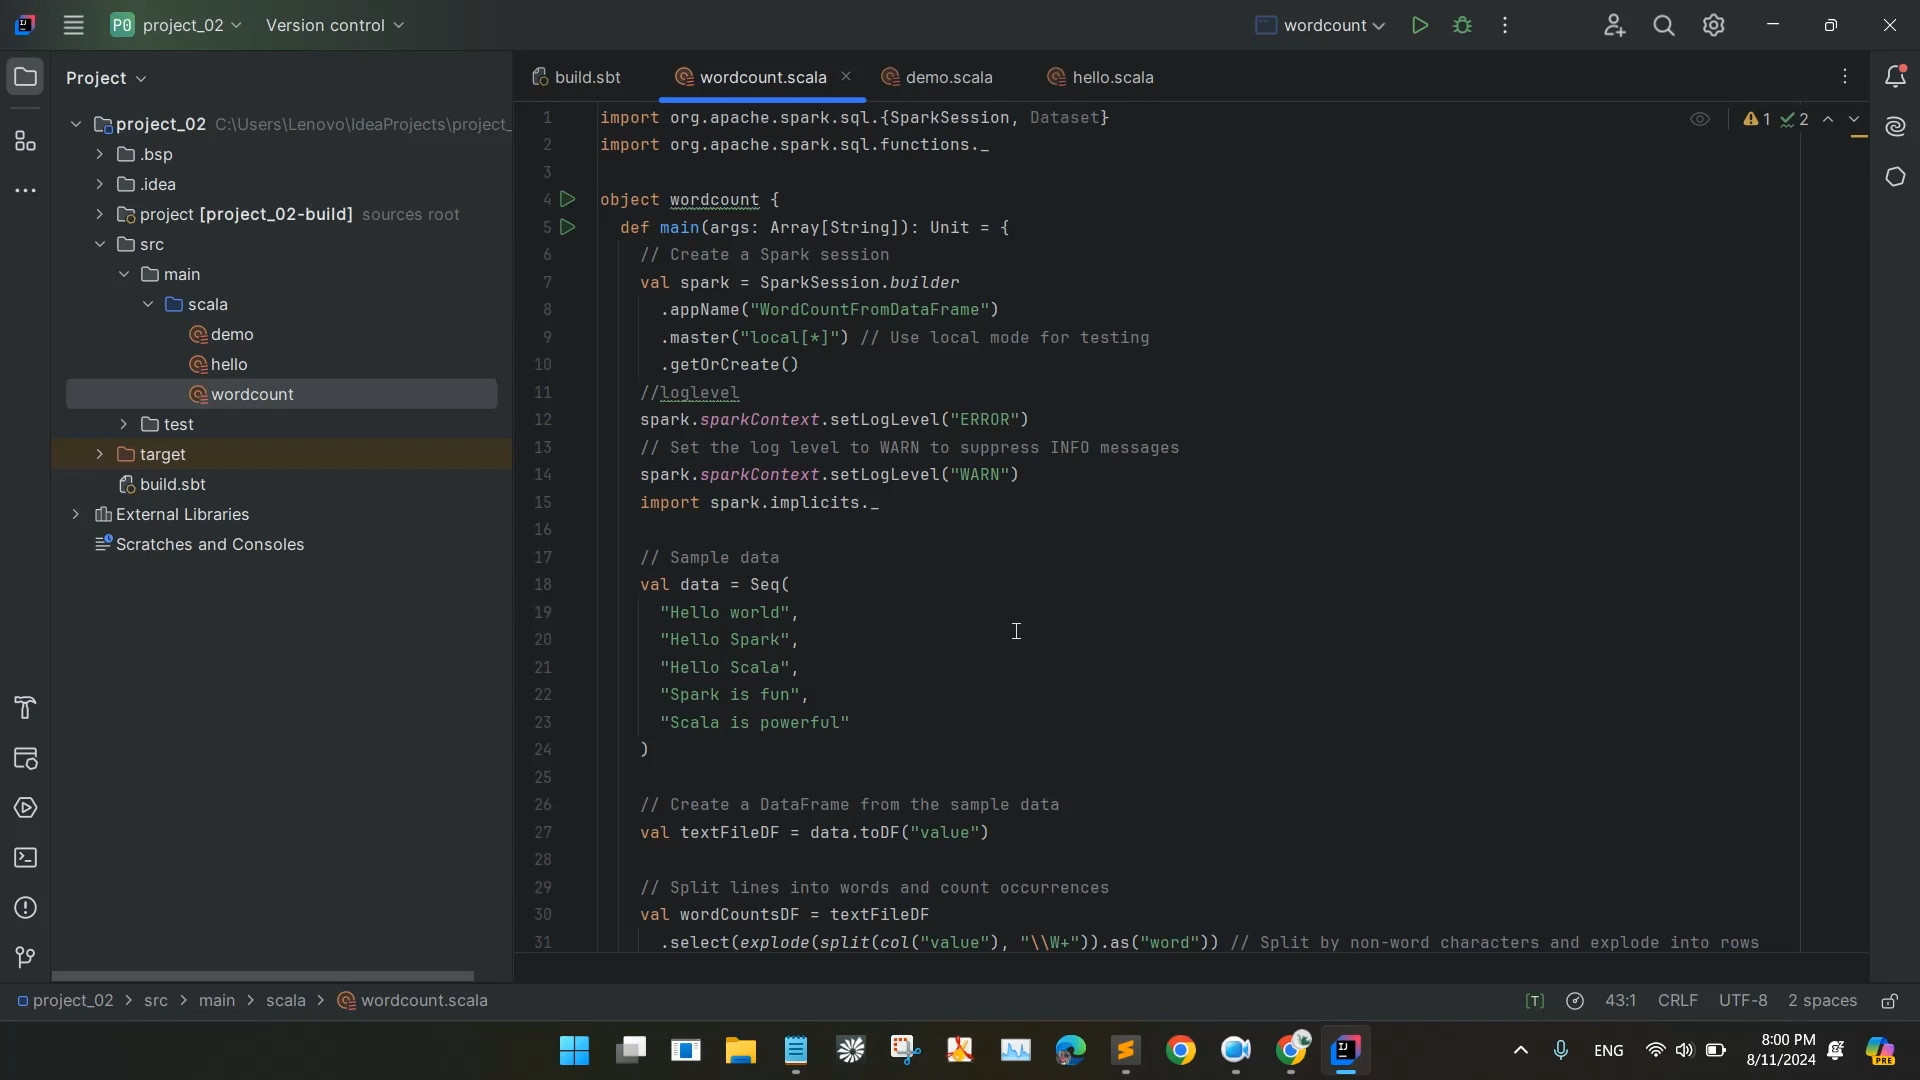 P0 project_02 Version control wordcount
Project
project_02 C:\Users\Lenovo\IdeaProjects\project_
.bsp
.idea
project [project_02-build] sources root
src
main
scala
demo
hello
wordcount
test
target
build.sbt
External Libraries
Scratches and Consoles
build.sbt wordcount.scala demo.scala hello.scala
1 2
1 import org.apache.spark.sql.{SparkSession, Dataset}
2 import org.apache.spark.sql.functions._
3
4 object wordcount {
5 def main(args: Array[String]): Unit = {
6 // Create a Spark session
7 val spark = SparkSession.builder
8 .appName("WordCountFromDataFrame")
9 .master("local[*]") // Use local mode for testing
10 .getOrCreate()
11 //loglevel
12 spark.sparkContext.setLogLevel("ERROR")
13 // Set the log level to WARN to suppress INFO messages
14 spark.sparkContext.setLogLevel("WARN")
15 import spark.implicits._
16
17 // Sample data
18 val data = Seq(
19 "Hello world",
20 "Hello Spark",
21 "Hello Scala",
22 "Spark is fun",
23 "Scala is powerful"
24 )
25
26 // Create a DataFrame from the sample data
27 val textFileDF = data.toDF("value")
28
29 // Split lines into words and count occurrences
30 val wordCountsDF = textFileDF
31 .select(explode(split(col("value"), "\\W+")).as("word")) // Split by non-word characters and explode into rows
project_02 > src > main > scala > wordcount.scala [T] 43:1 CRLF UTF-8 2 spaces
ENG 8:00 PM
8/11/2024
PRE